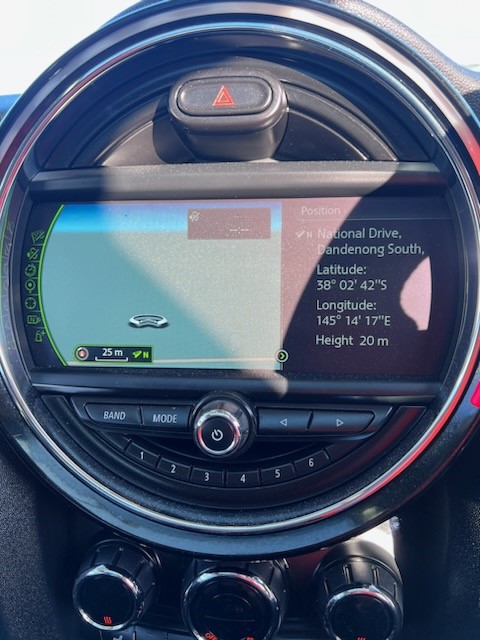 Position
N National Drive,
Dandenong South,
Latitude:
38° 02' 42"S
Longitude:
145° 14' 17"E
Height 20 m
--:--
25 m N
BAND
MODE
1 2 3 4 5 6